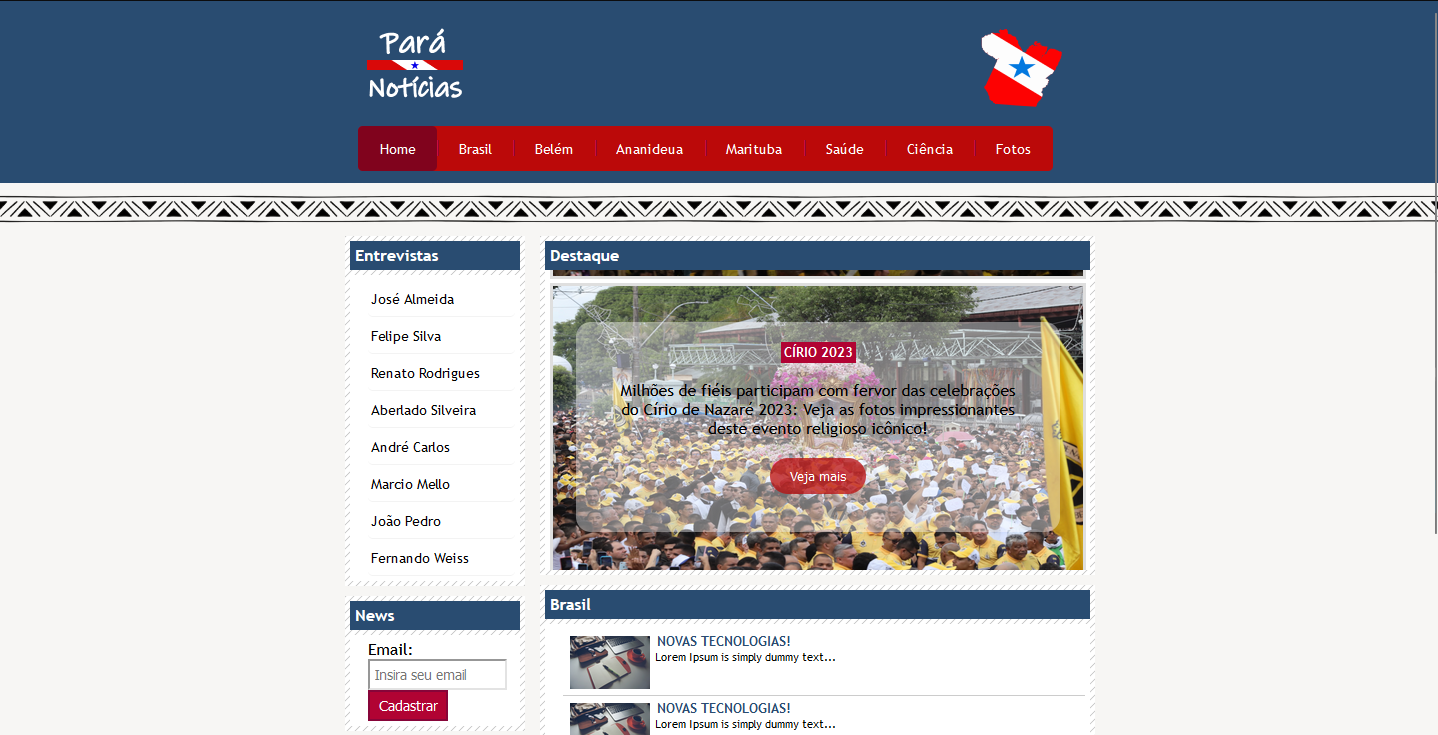 Pará
Notícias
Home
Brasil
Belém
Ananideua
Marituba
Saúde
Ciência
Fotos
Entrevistas
José Almeida
Felipe Silva
Renato Rodrigues
Aberlado Silveira
André Carlos
Marcio Mello
João Pedro
Fernando Weiss
News
Email:
Insira seu email
Cadastrar
Destaque
CÍRIO 2023
Milhões de fiéis participam com fervor das celebrações
do Círio de Nazaré 2023: Veja as fotos impressionantes
deste evento religioso icônico!
Veja mais
Brasil
NOVAS TECNOLOGIAS!
Lorem Ipsum is simply dummy text...
NOVAS TECNOLOGIAS!
Lorem Ipsum is simply dummy text...